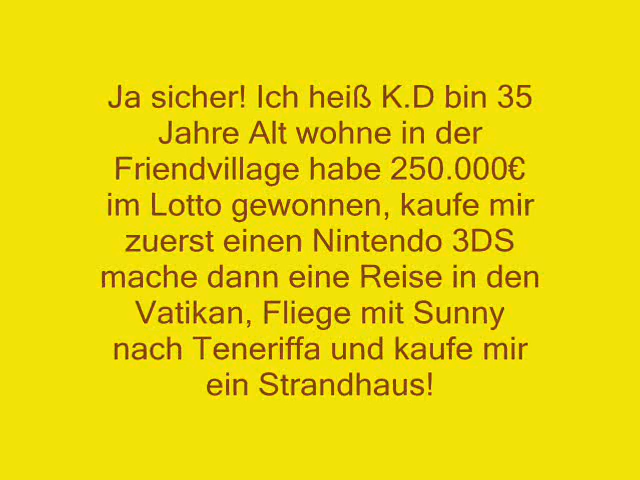 Ja sicher! Ich heiß K.D bin 35
Jahre Alt wohne in der
Friendvillage habe 250.000€
im Lotto gewonnen, kaufe mir
zuerst einen Nintendo 3DS
mache dann eine Reise in den
Vatikan, Fliege mit Sunny
nach Teneriffa und kaufe mir
ein Strandhaus!